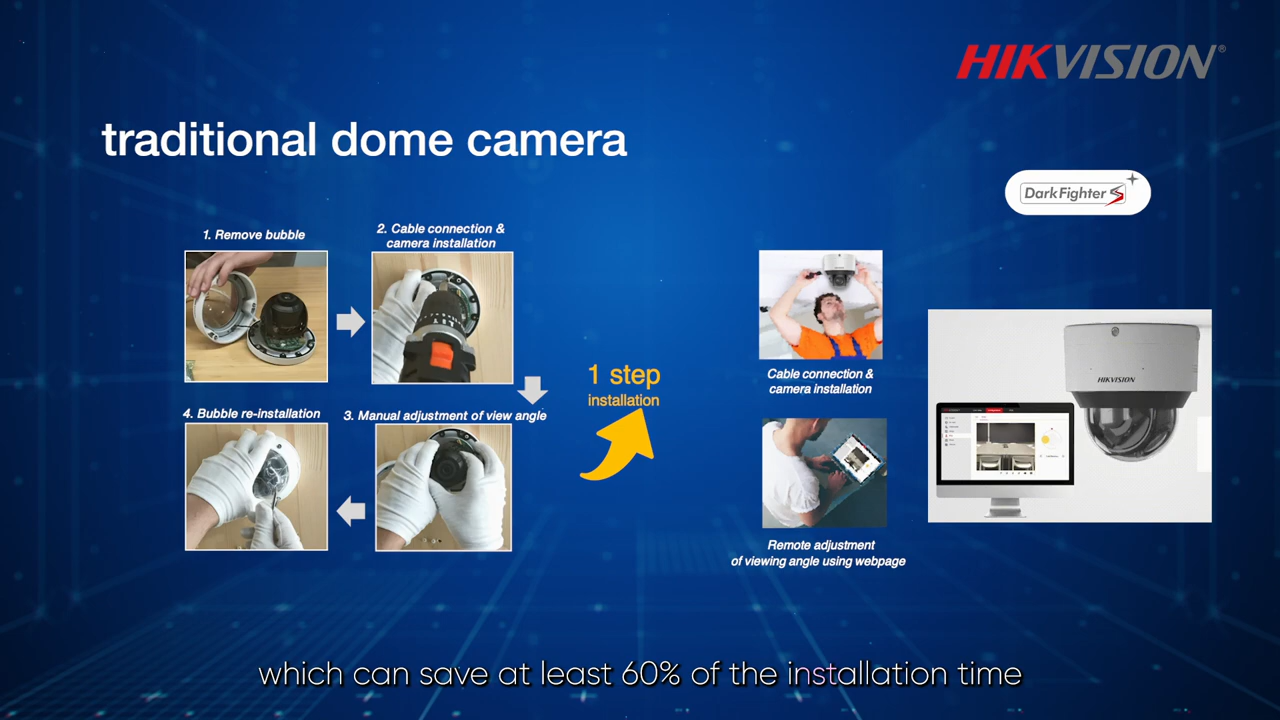 HIKVISION®
traditional dome camera
DarkFighter S
1. Remove bubble
2. Cable connection &
camera installation
4. Bubble re-installation
3. Manual adjustment of view angle
1 step
installation
Cable connection &
camera installation
Remote adjustment
of viewing angle using webpage
HIKVISION
which can save at least 60% of the installation time